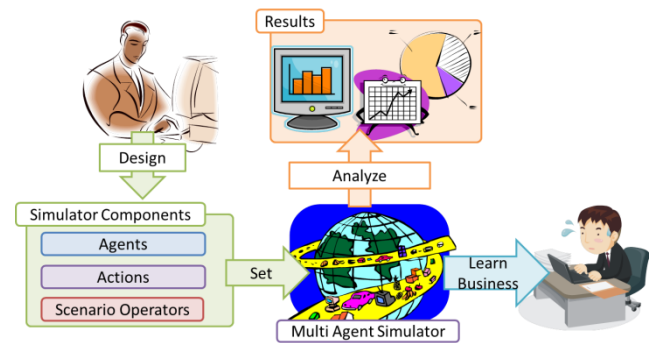 Results
Design
Analyze
Simulator Components
Agents
Actions
Scenario Operators
Set
Learn
Business
Multi Agent Simulator